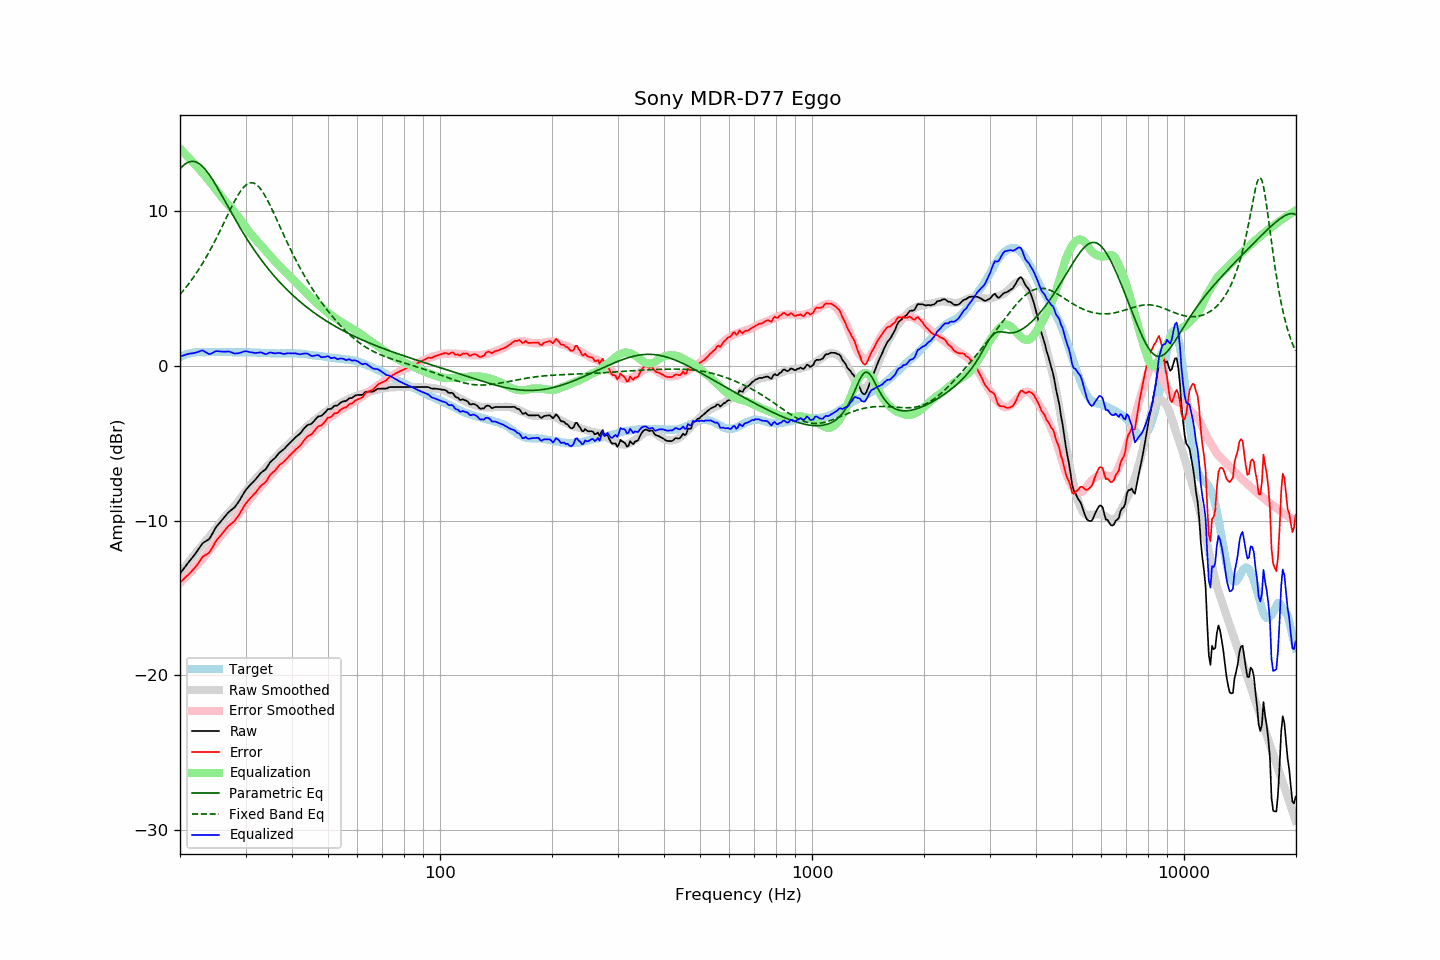 Sony MDR-D77 Eggo
Amplitude (dBr)
10
0
−10
−20
−30
Target
Raw Smoothed
Error Smoothed
Raw
Error
Equalization
Parametric Eq
Fixed Band Eq
Equalized
100
1000
10000
Frequency (Hz)